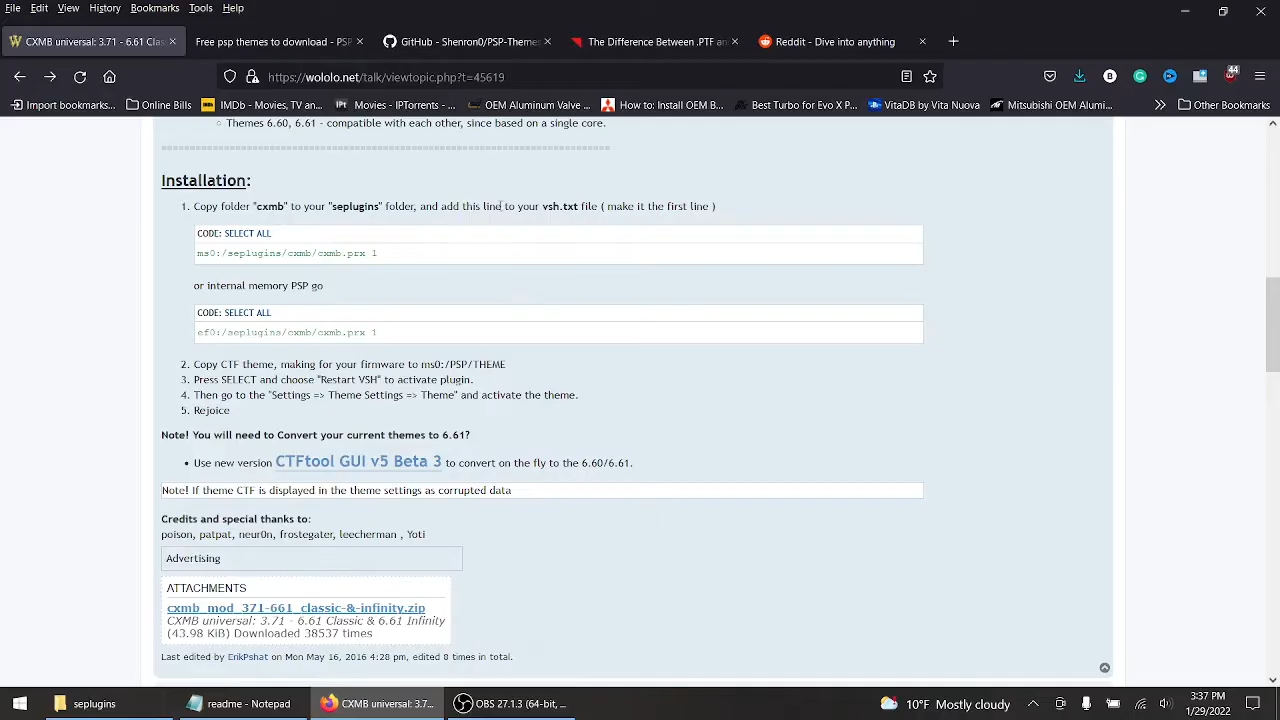 File Edit View History Bookmarks Tools Help
CXMB universal: 3.71 - 6.61 Clas
Free psp themes to download - PSP
GitHub - Shenron0/PSP-Themes
The Difference Between .PTF an
Reddit - Dive into anything
https://wololo.net/talk/viewtopic.php?t=45619
B
44
Import bookmarks...
Online Bills
IMDb - Movies, TV an...
Movies - IPTorrents - ...
OEM Aluminum Valve ...
How to: Install OEM B...
Best Turbo for Evo X P...
VitaDB by Vita Nova
Mitsubishi OEM Alumi...
Other Bookmarks
Themes 6.60, 6.61 - compatible with each other, since based on a single core.
Installation:
1. Copy folder "cxmb" to your "seplugins" folder, and add this line to your vsh.txt file ( make it the first line )
CODE: SELECT ALL
ms0:/seplugins/cxmb/cxmb.prx 1
or internal memory PSP go
CODE: SELECT ALL
ef0:/seplugins/cxmb/cxmb.prx 1
2. Copy CTF theme, making for your firmware to ms0:/PSP/THEME
3. Press SELECT and choose "Restart VSH" to activate plugin.
4. Then go to the "Settings => Theme Settings => Theme" and activate the theme.
5. Rejoice
Note! You will need to Convert your current themes to 6.61?
Use new version CTFtool GUI v5 Beta 3 to convert on the fly to the 6.60/6.61.
Note! If theme CTF is displayed in the theme settings as corrupted data
Credits and special thanks to:
poison, patpat, neur0n, frostegater, leecherman , Yoti
Advertising
ATTACHMENTS
cxmb_mod_371-661_classic-&-infinity.zip
CXMB universal: 3.71 - 6.61 Classic & 6.61 Infinity
(43.98 KiB) Downloaded 38537 times
Last edited by ErikPshat on Mon May 16, 2016 4:28 pm, edited 8 times in total.
seplugins
readme - Notepad
CXMB universal: 3.7...
OBS 27.1.3 (64-bit, ...
10°F Mostly cloudy
3:37 PM
1/29/2022